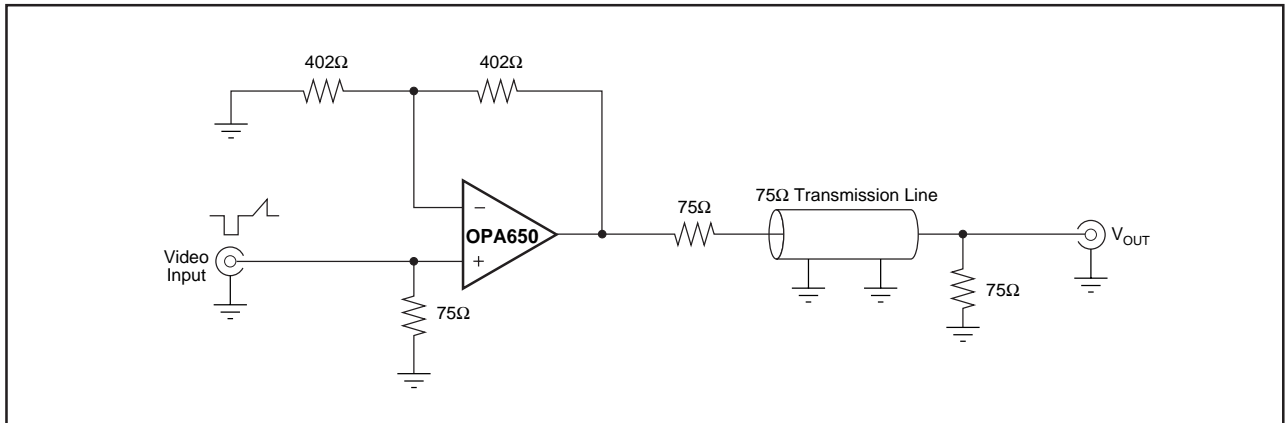 402Ω
402Ω
75Ω Transmission Line
75Ω
–
OPA650
+
Video
Input
V_OUT
75Ω
75Ω